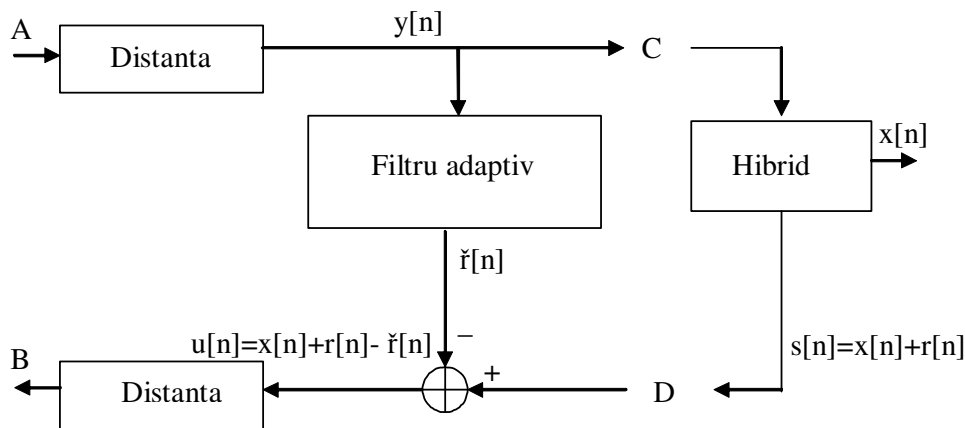 A
y[n]
Distanta
C
x[n]
Filtru adaptiv
Hibrid
ř[n]
B
u[n]=x[n]+r[n]- ř[n]
–
s[n]=x[n]+r[n]
+
Distanta
D